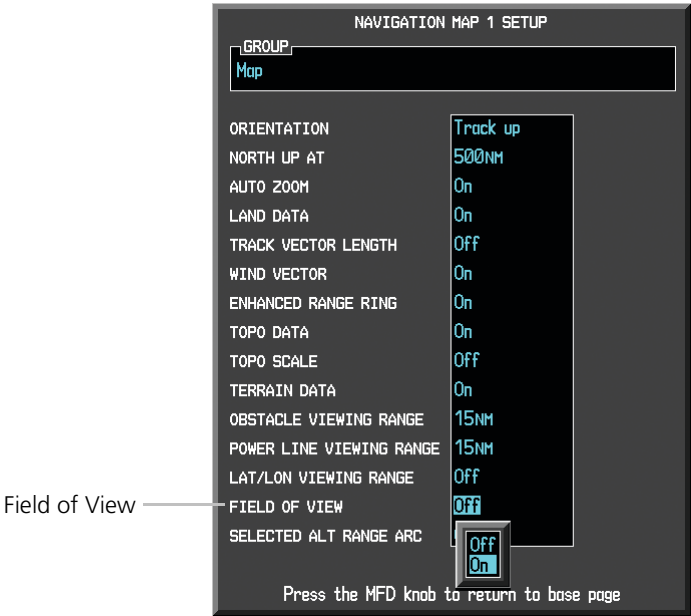 NAVIGATION MAP 1 SETUP
GROUP
Map
ORIENTATION Track up
NORTH UP AT 500NM
AUTO ZOOM On
LAND DATA On
TRACK VECTOR LENGTH Off
WIND VECTOR On
ENHANCED RANGE RING On
TOPO DATA On
TOPO SCALE Off
TERRAIN DATA On
OBSTACLE VIEWING RANGE 15NM
POWER LINE VIEWING RANGE 15NM
LAT/LON VIEWING RANGE Off
Field of View FIELD OF VIEW Off
SELECTED ALT RANGE ARC
Off
On
Press the MFD knob to return to base page